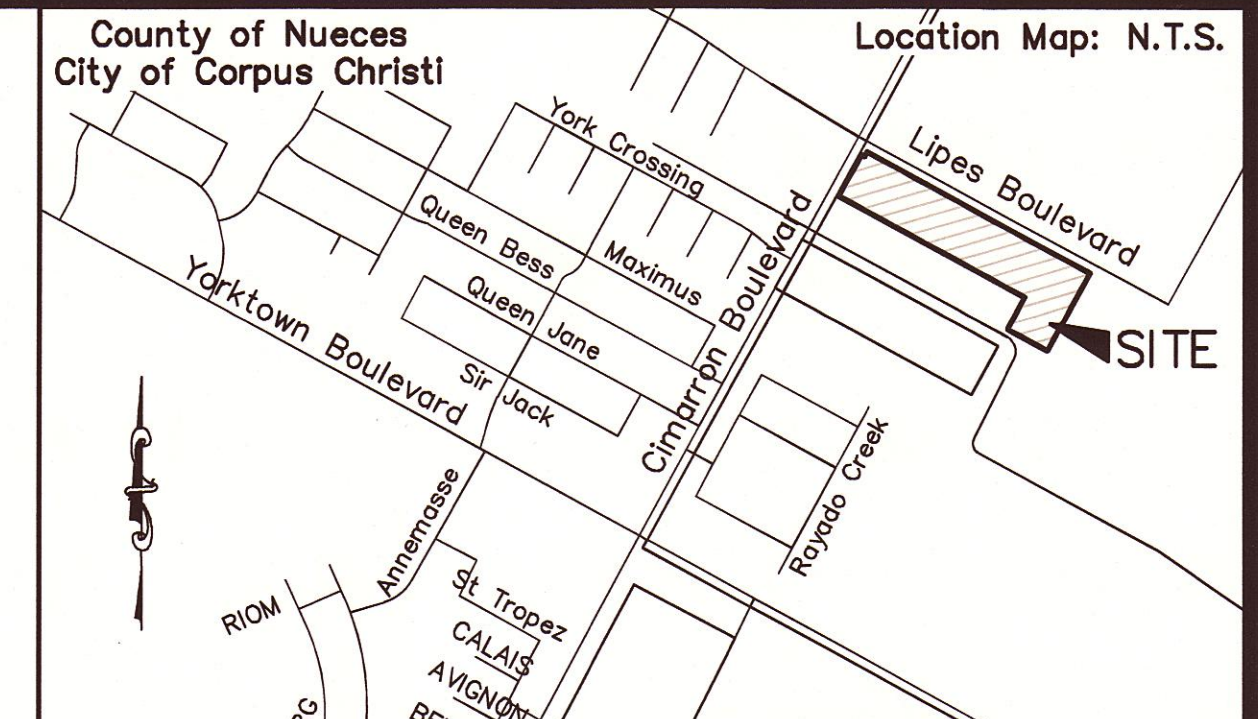 County of Nueces
City of Corpus Christi
Location Map: N.T.S.
York Crossing
Lipes Boulevard
Queen Bess
Maximus
Cimarron Boulevard
Yorktown Boulevard
Queen Jane
SITE
Sir Jack
Rayado Creek
Annemasse
St Tropez
RIOM
CALAIS
AVIGNON